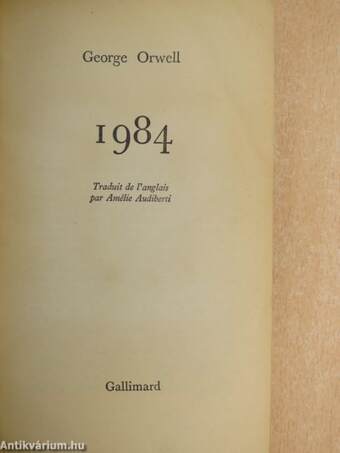 George Orwell
1984
Traduit de l'anglais
par Amélie Audiberti
Gallimard
Antikvárium.hu